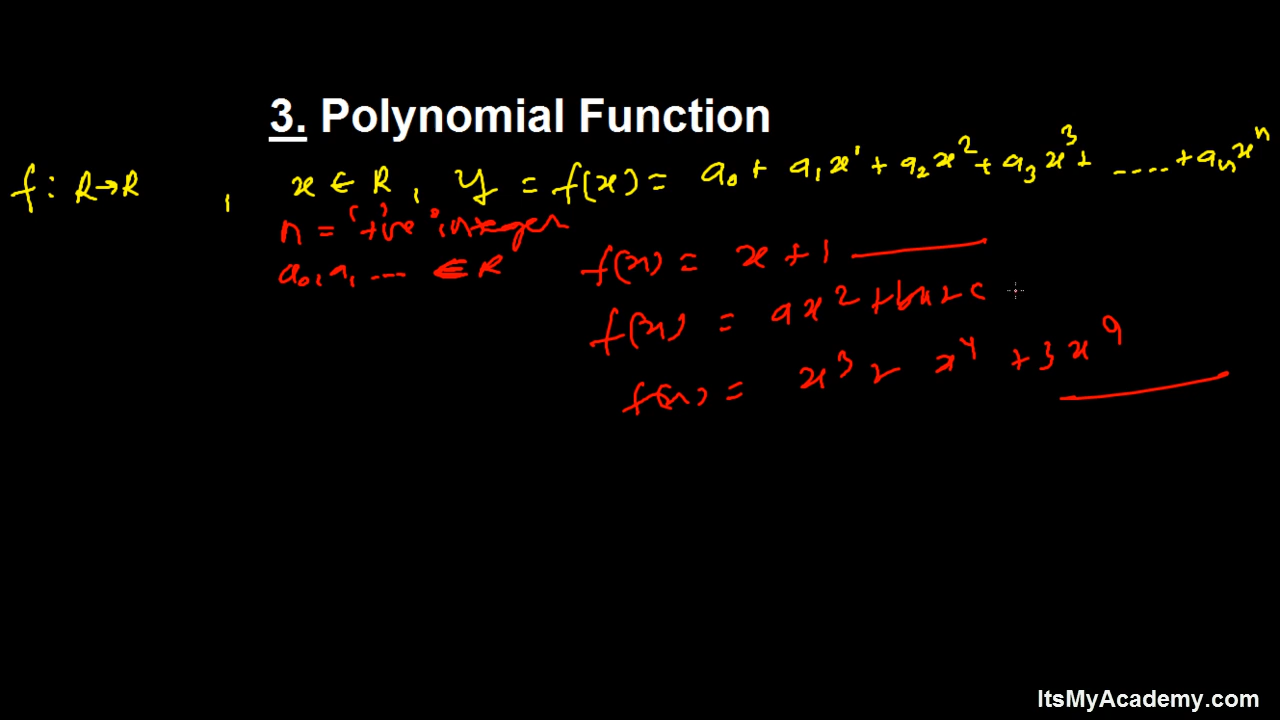 3. Polynomial Function
f : R→R , x ∈ R , y = f(x) = a₀ + a₁x¹ + a₂x² + a₃x³ + ..... + aₙxⁿ
n = '+ive' integer
a₀, a₁ ... ∈ R
f(x) = x + 1
f(x) = ax² + bx + c
f(x) = x³ + x⁴ + 3x⁹
ItsMyAcademy.com